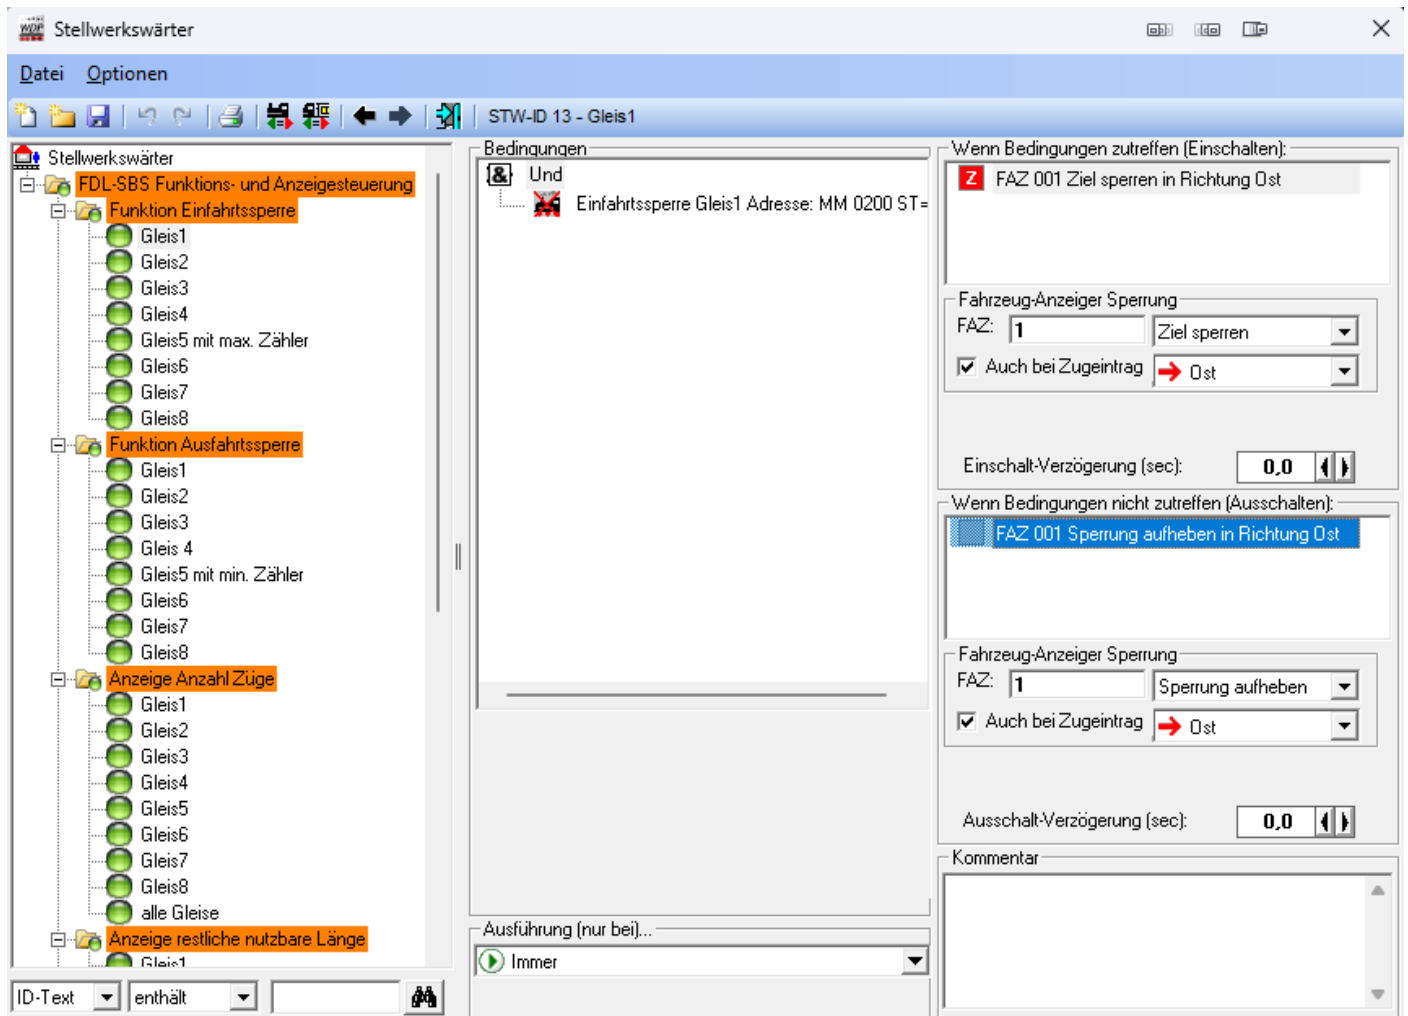 Stellwerkswärter
Datei Optionen
STW-ID 13 - Gleis1
Stellwerkswärter
FDL-SBS Funktions- und Anzeigesteuerung
Funktion Einfahrtssperre
Gleis1
Gleis2
Gleis3
Gleis4
Gleis5 mit max. Zähler
Gleis6
Gleis7
Gleis8
Funktion Ausfahrtssperre
Gleis1
Gleis2
Gleis3
Gleis 4
Gleis5 mit min. Zähler
Gleis6
Gleis7
Gleis8
Anzeige Anzahl Züge
Gleis1
Gleis2
Gleis3
Gleis4
Gleis5
Gleis6
Gleis7
Gleis8
alle Gleise
Anzeige restliche nutzbare Länge
Gleis1
ID-Text enthält
Bedingungen
& Und
Einfahrtssperre Gleis1 Adresse: MM 0200 ST=
Ausführung (nur bei)...
Immer
Wenn Bedingungen zutreffen (Einschalten):
Z FAZ 001 Ziel sperren in Richtung Ost
Fahrzeug-Anzeiger Sperrung
FAZ: 1 Ziel sperren
Auch bei Zugeintrag Ost
Einschalt-Verzögerung (sec): 0,0
Wenn Bedingungen nicht zutreffen (Ausschalten):
FAZ 001 Sperrung aufheben in Richtung Ost
Fahrzeug-Anzeiger Sperrung
FAZ: 1 Sperrung aufheben
Auch bei Zugeintrag Ost
Ausschalt-Verzögerung (sec): 0,0
Kommentar